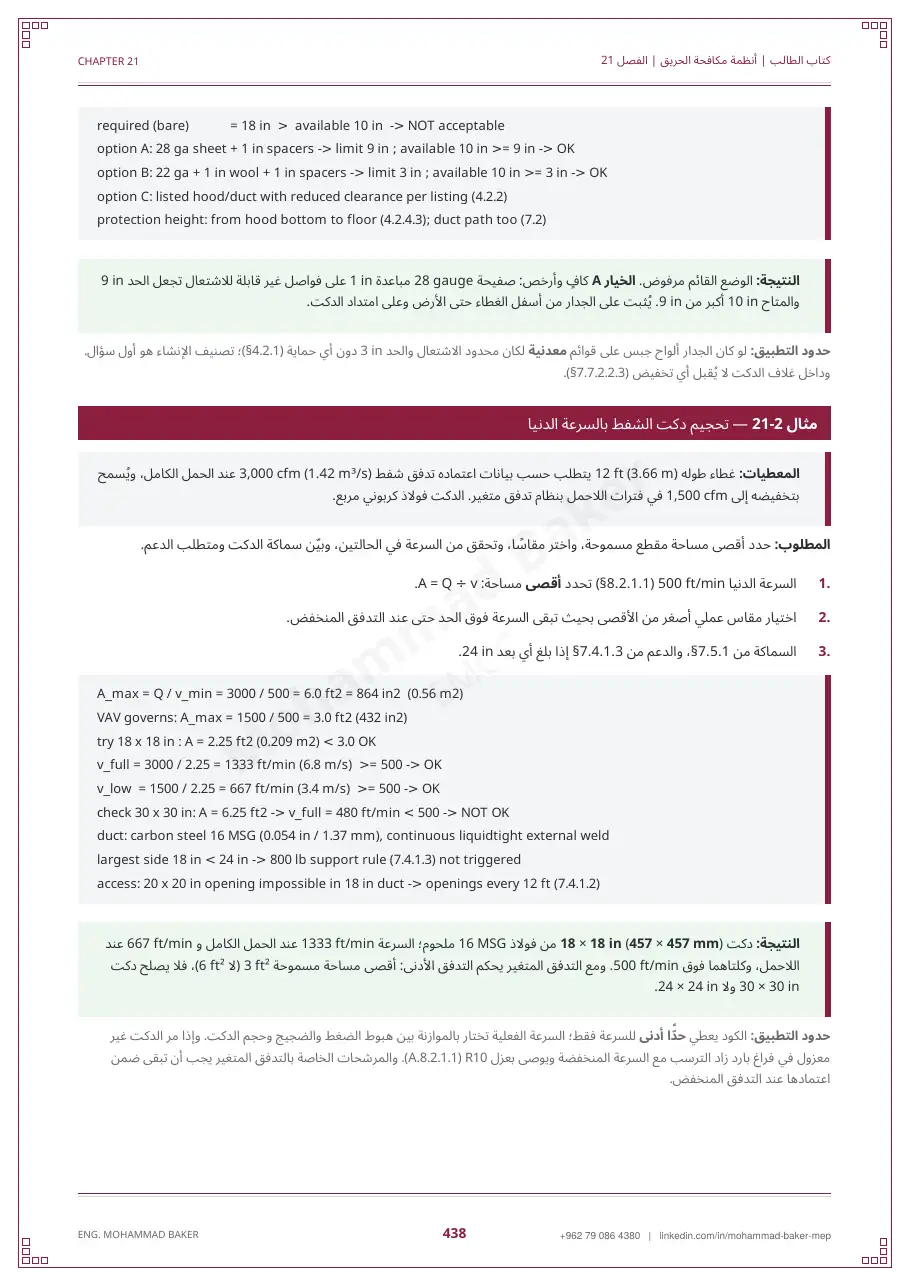 CHAPTER 21
كتاب الطالب | أنظمة مكافحة الحريق | الفصل 21
required (bare) = 18 in > available 10 in -> NOT acceptable
option A: 28 ga sheet + 1 in spacers -> limit 9 in ; available 10 in >= 9 in -> OK
option B: 22 ga + 1 in wool + 1 in spacers -> limit 3 in ; available 10 in >= 3 in -> OK
option C: listed hood/duct with reduced clearance per listing (4.2.2)
protection height: from hood bottom to floor (4.2.4.3); duct path too (7.2)
النتيجة: الوضع القائم مرفوض. الخيار A كافٍ وأرخص: صفيحة 28 gauge مباعدة 1 in على فواصل غير قابلة للاشتعال تجعل الحد 9 in
والمتاح 10 in أكبر من 9 in. يُثبت على الجدار من أسفل الغطاء حتى الأرض وعلى امتداد الدكت.
حدود التطبيق: لو كان الجدار ألواح جبس على قوائم معدنية لكان محدود الاشتعال والحد 3 in دون أي حماية (§4.2.1)؛ تصنيف الإنشاء هو أول سؤال.
وداخل غلاف الدكت لا يُقبل أي تخفيض (§7.7.2.2.3).
مثال 2-21 — تحجيم دكت الشفط بالسرعة الدنيا
المعطيات: غطاء طوله 12 ft (3.66 m) يتطلب حسب بيانات اعتماده تدفق شفط 3,000 cfm (1.42 m³/s) عند الحمل الكامل، ويُسمح
بتخفيضه إلى 1,500 cfm في فترات اللاحمل بنظام تدفق متغير. الدكت فولاذ كربوني مربع.
المطلوب: حدد أقصى مساحة مقطع مسموحة، واختر مقاسًا، وتحقق من السرعة في الحالتين، وبيّن سماكة الدكت ومتطلب الدعم.
1. السرعة الدنيا 500 ft/min (§8.2.1.1) تحدد أقصى مساحة: A = Q ÷ v.
2. اختيار مقاس عملي أصغر من الأقصى بحيث تبقى السرعة فوق الحد حتى عند التدفق المنخفض.
3. السماكة من §7.5.1، والدعم من §7.4.1.3 إذا بلغ أي بعد 24 in.
A_max = Q / v_min = 3000 / 500 = 6.0 ft2 = 864 in2 (0.56 m2)
VAV governs: A_max = 1500 / 500 = 3.0 ft2 (432 in2)
try 18 x 18 in : A = 2.25 ft2 (0.209 m2) < 3.0 OK
v_full = 3000 / 2.25 = 1333 ft/min (6.8 m/s) >= 500 -> OK
v_low = 1500 / 2.25 = 667 ft/min (3.4 m/s) >= 500 -> OK
check 30 x 30 in: A = 6.25 ft2 -> v_full = 480 ft/min < 500 -> NOT OK
duct: carbon steel 16 MSG (0.054 in / 1.37 mm), continuous liquidtight external weld
largest side 18 in < 24 in -> 800 lb support rule (7.4.1.3) not triggered
access: 20 x 20 in opening impossible in 18 in duct -> openings every 12 ft (7.4.1.2)
النتيجة: دكت 18 × 18 in (457 × 457 mm) من فولاذ 16 MSG ملحوم؛ السرعة 1333 ft/min عند الحمل الكامل و 667 ft/min عند
اللاحمل، وكلتاهما فوق 500. ومع التدفق المتغير يحكم التدفق الأدنى: أقصى مساحة مسموحة 3 ft² (لا 6 ft²)، فلا يصلح دكت
30 × 30 in ولا 24 × 24 in.
حدود التطبيق: الكود يعطي حدًّا أدنى للسرعة فقط؛ السرعة الفعلية تختار بالموازنة بين هبوط الضغط والضجيج وحجم الدكت. وإذا مر الدكت غير
معزول في فراغ بارد زاد الترسب مع السرعة المنخفضة ويوصى بعزل R10 (A.8.2.1.1). والمرشحات الخاصة بالتدفق المتغير يجب أن تبقى ضمن
اعتمادها عند التدفق المنخفض.
Mohammad Baker
ENG. MOHAMMAD BAKER
438
+962 79 086 4380 | linkedin.com/in/mohammad-baker-mep